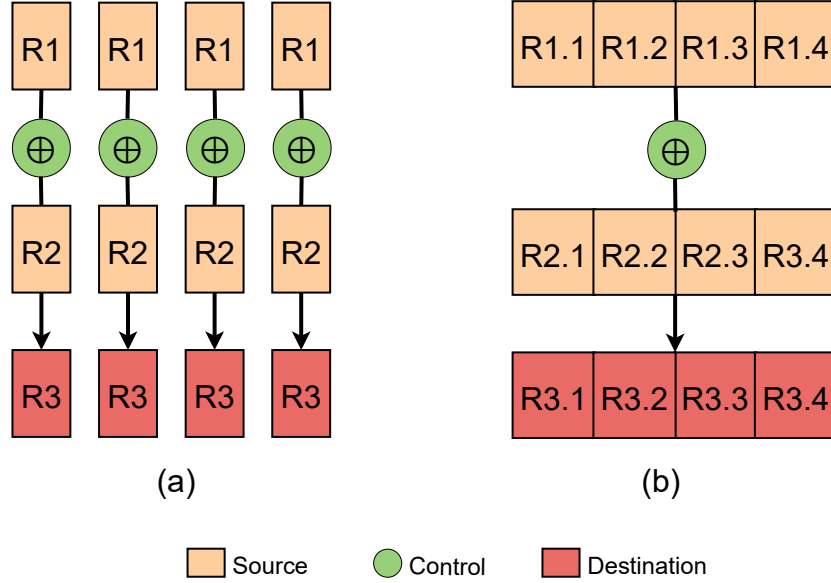 R1 R1 R1 R1 R1.1 R1.2 R1.3 R1.4
⊕ ⊕ ⊕ ⊕ ⊕
R2 R2 R2 R2 R2.1 R2.2 R2.3 R3.4
R3 R3 R3 R3 R3.1 R3.2 R3.3 R3.4
(a) (b)
Source Control Destination